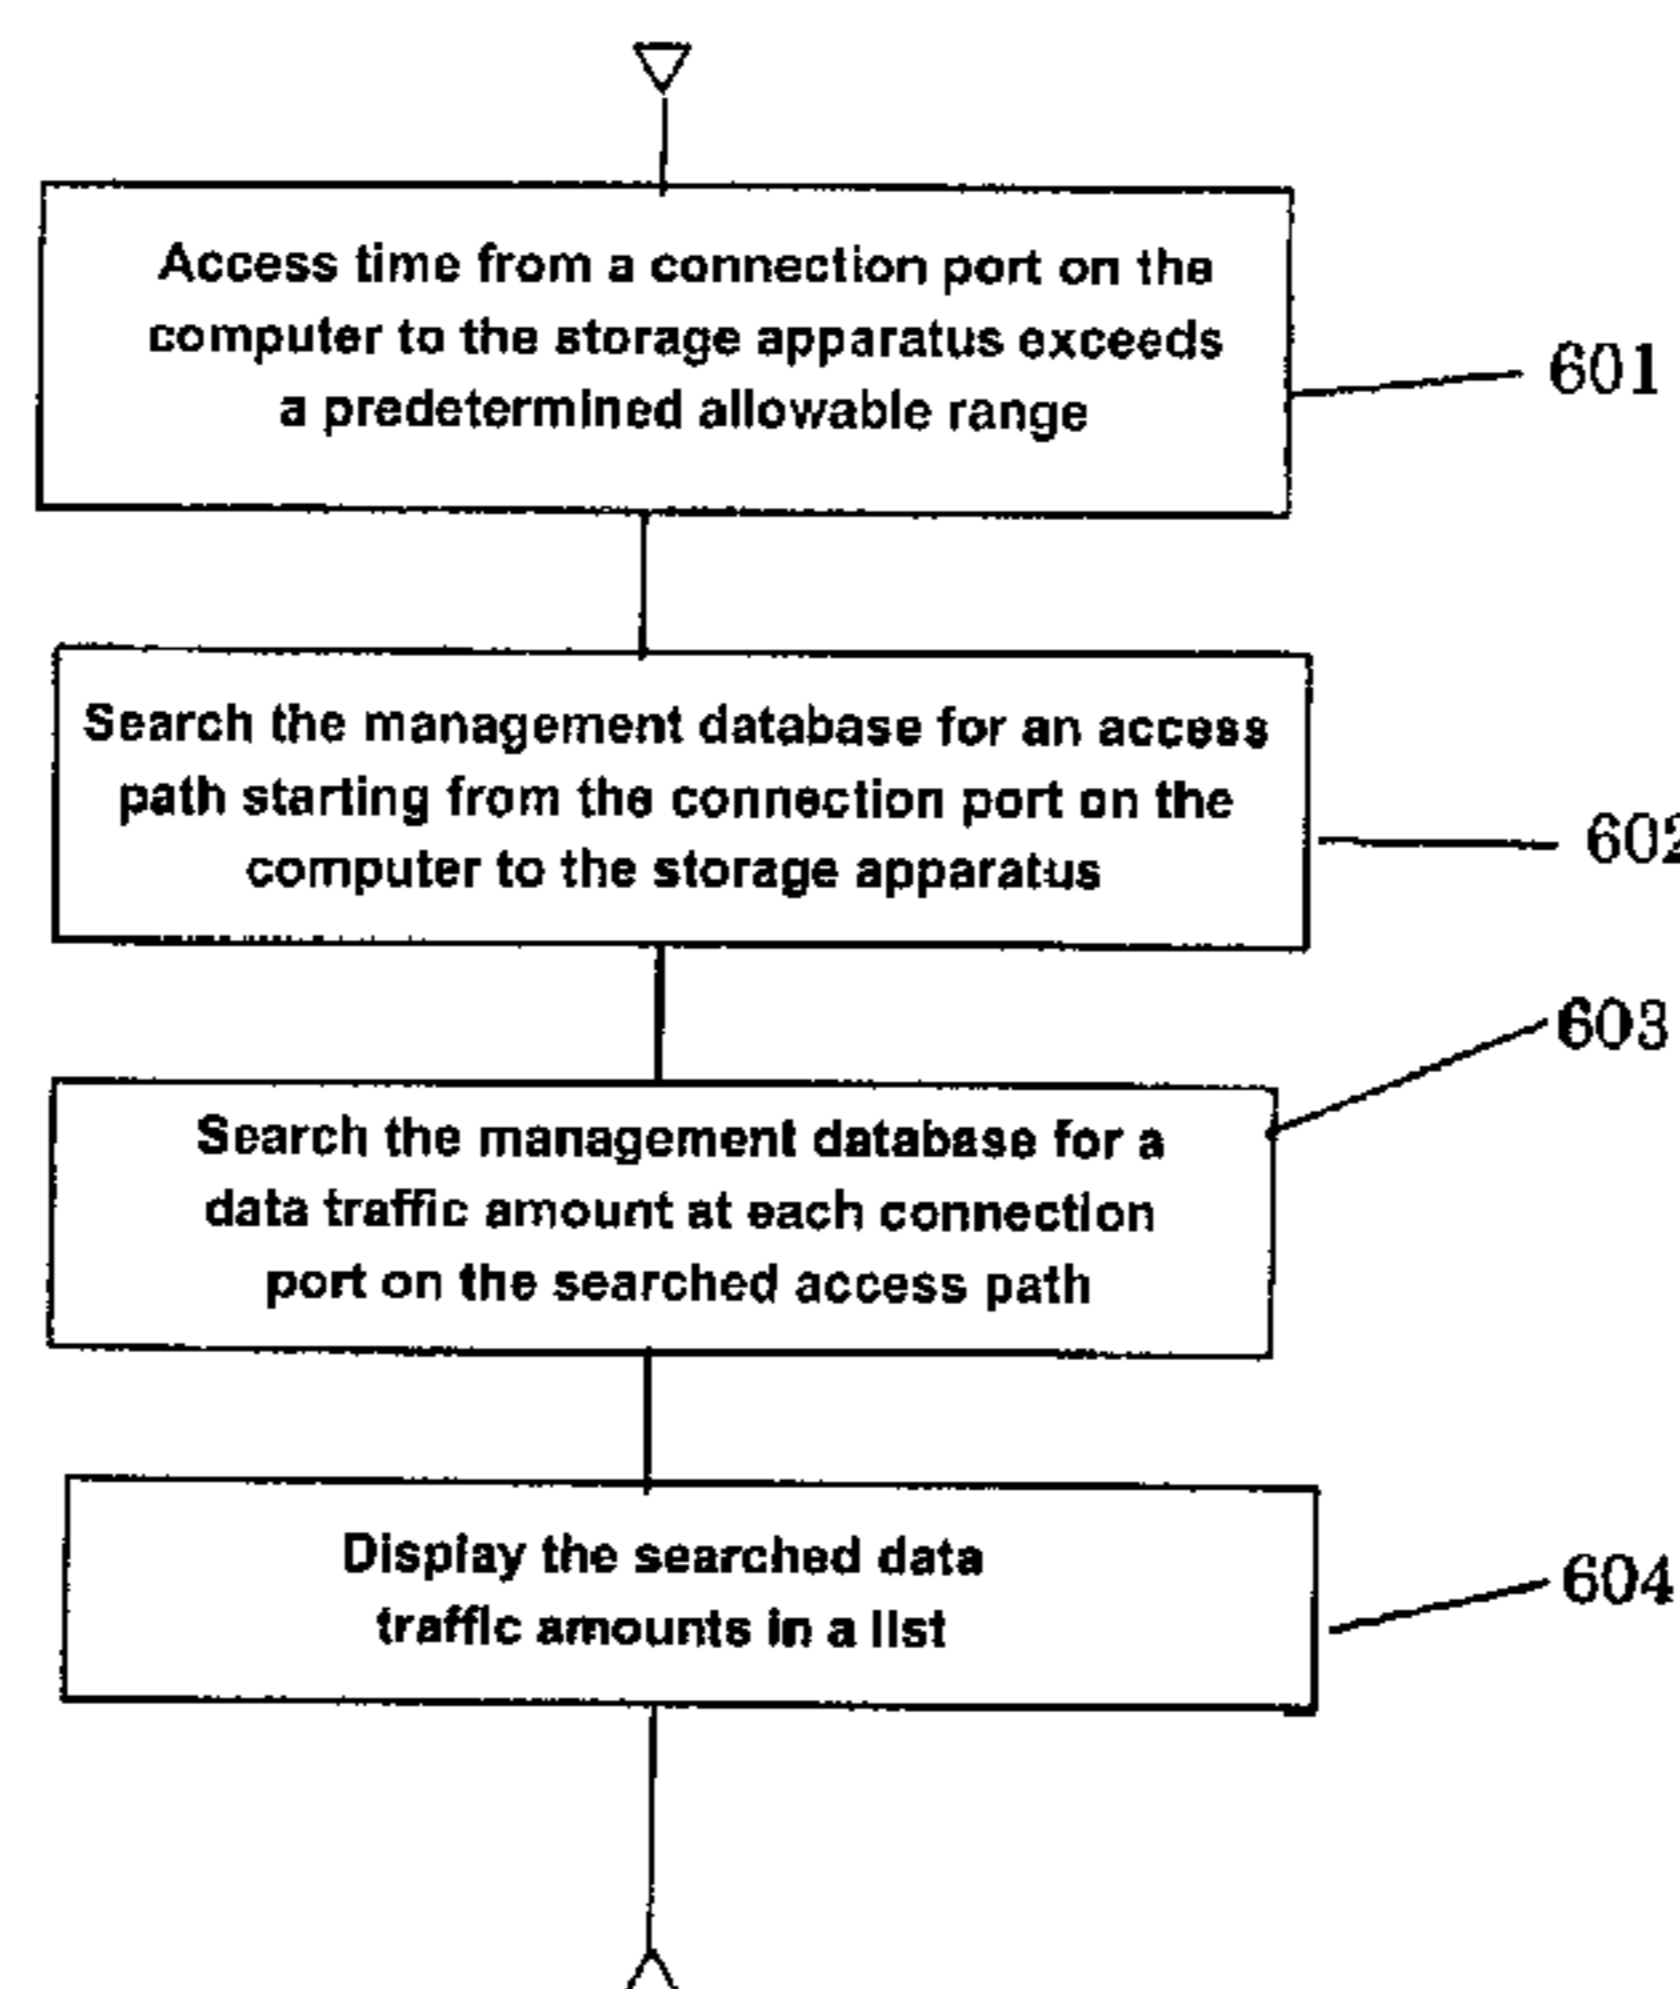 Access time from a connection port on the
computer to the storage apparatus exceeds
a predetermined allowable range
601
Search the management database for an access
path starting from the connection port on the
computer to the storage apparatus
602
603
Search the management database for a
data traffic amount at each connection
port on the searched access path
Display the searched data
traffic amounts in a list
604